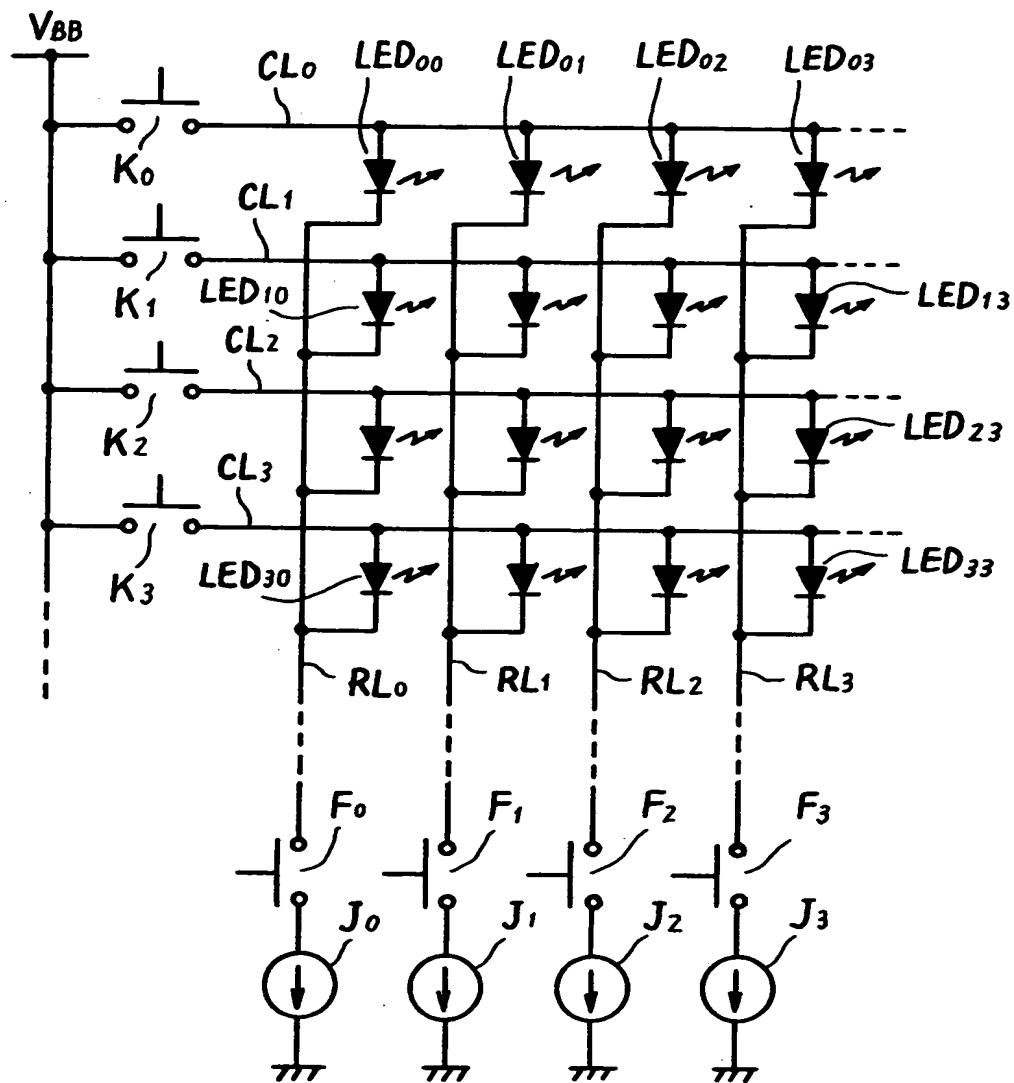 VBB
CL0 LED00 LED01 LED02 LED03
K0
CL1
K1 LED10 LED13
CL2
K2 LED23
CL3
K3 LED30 LED33
RL0 RL1 RL2 RL3
F0 F1 F2 F3
J0 J1 J2 J3